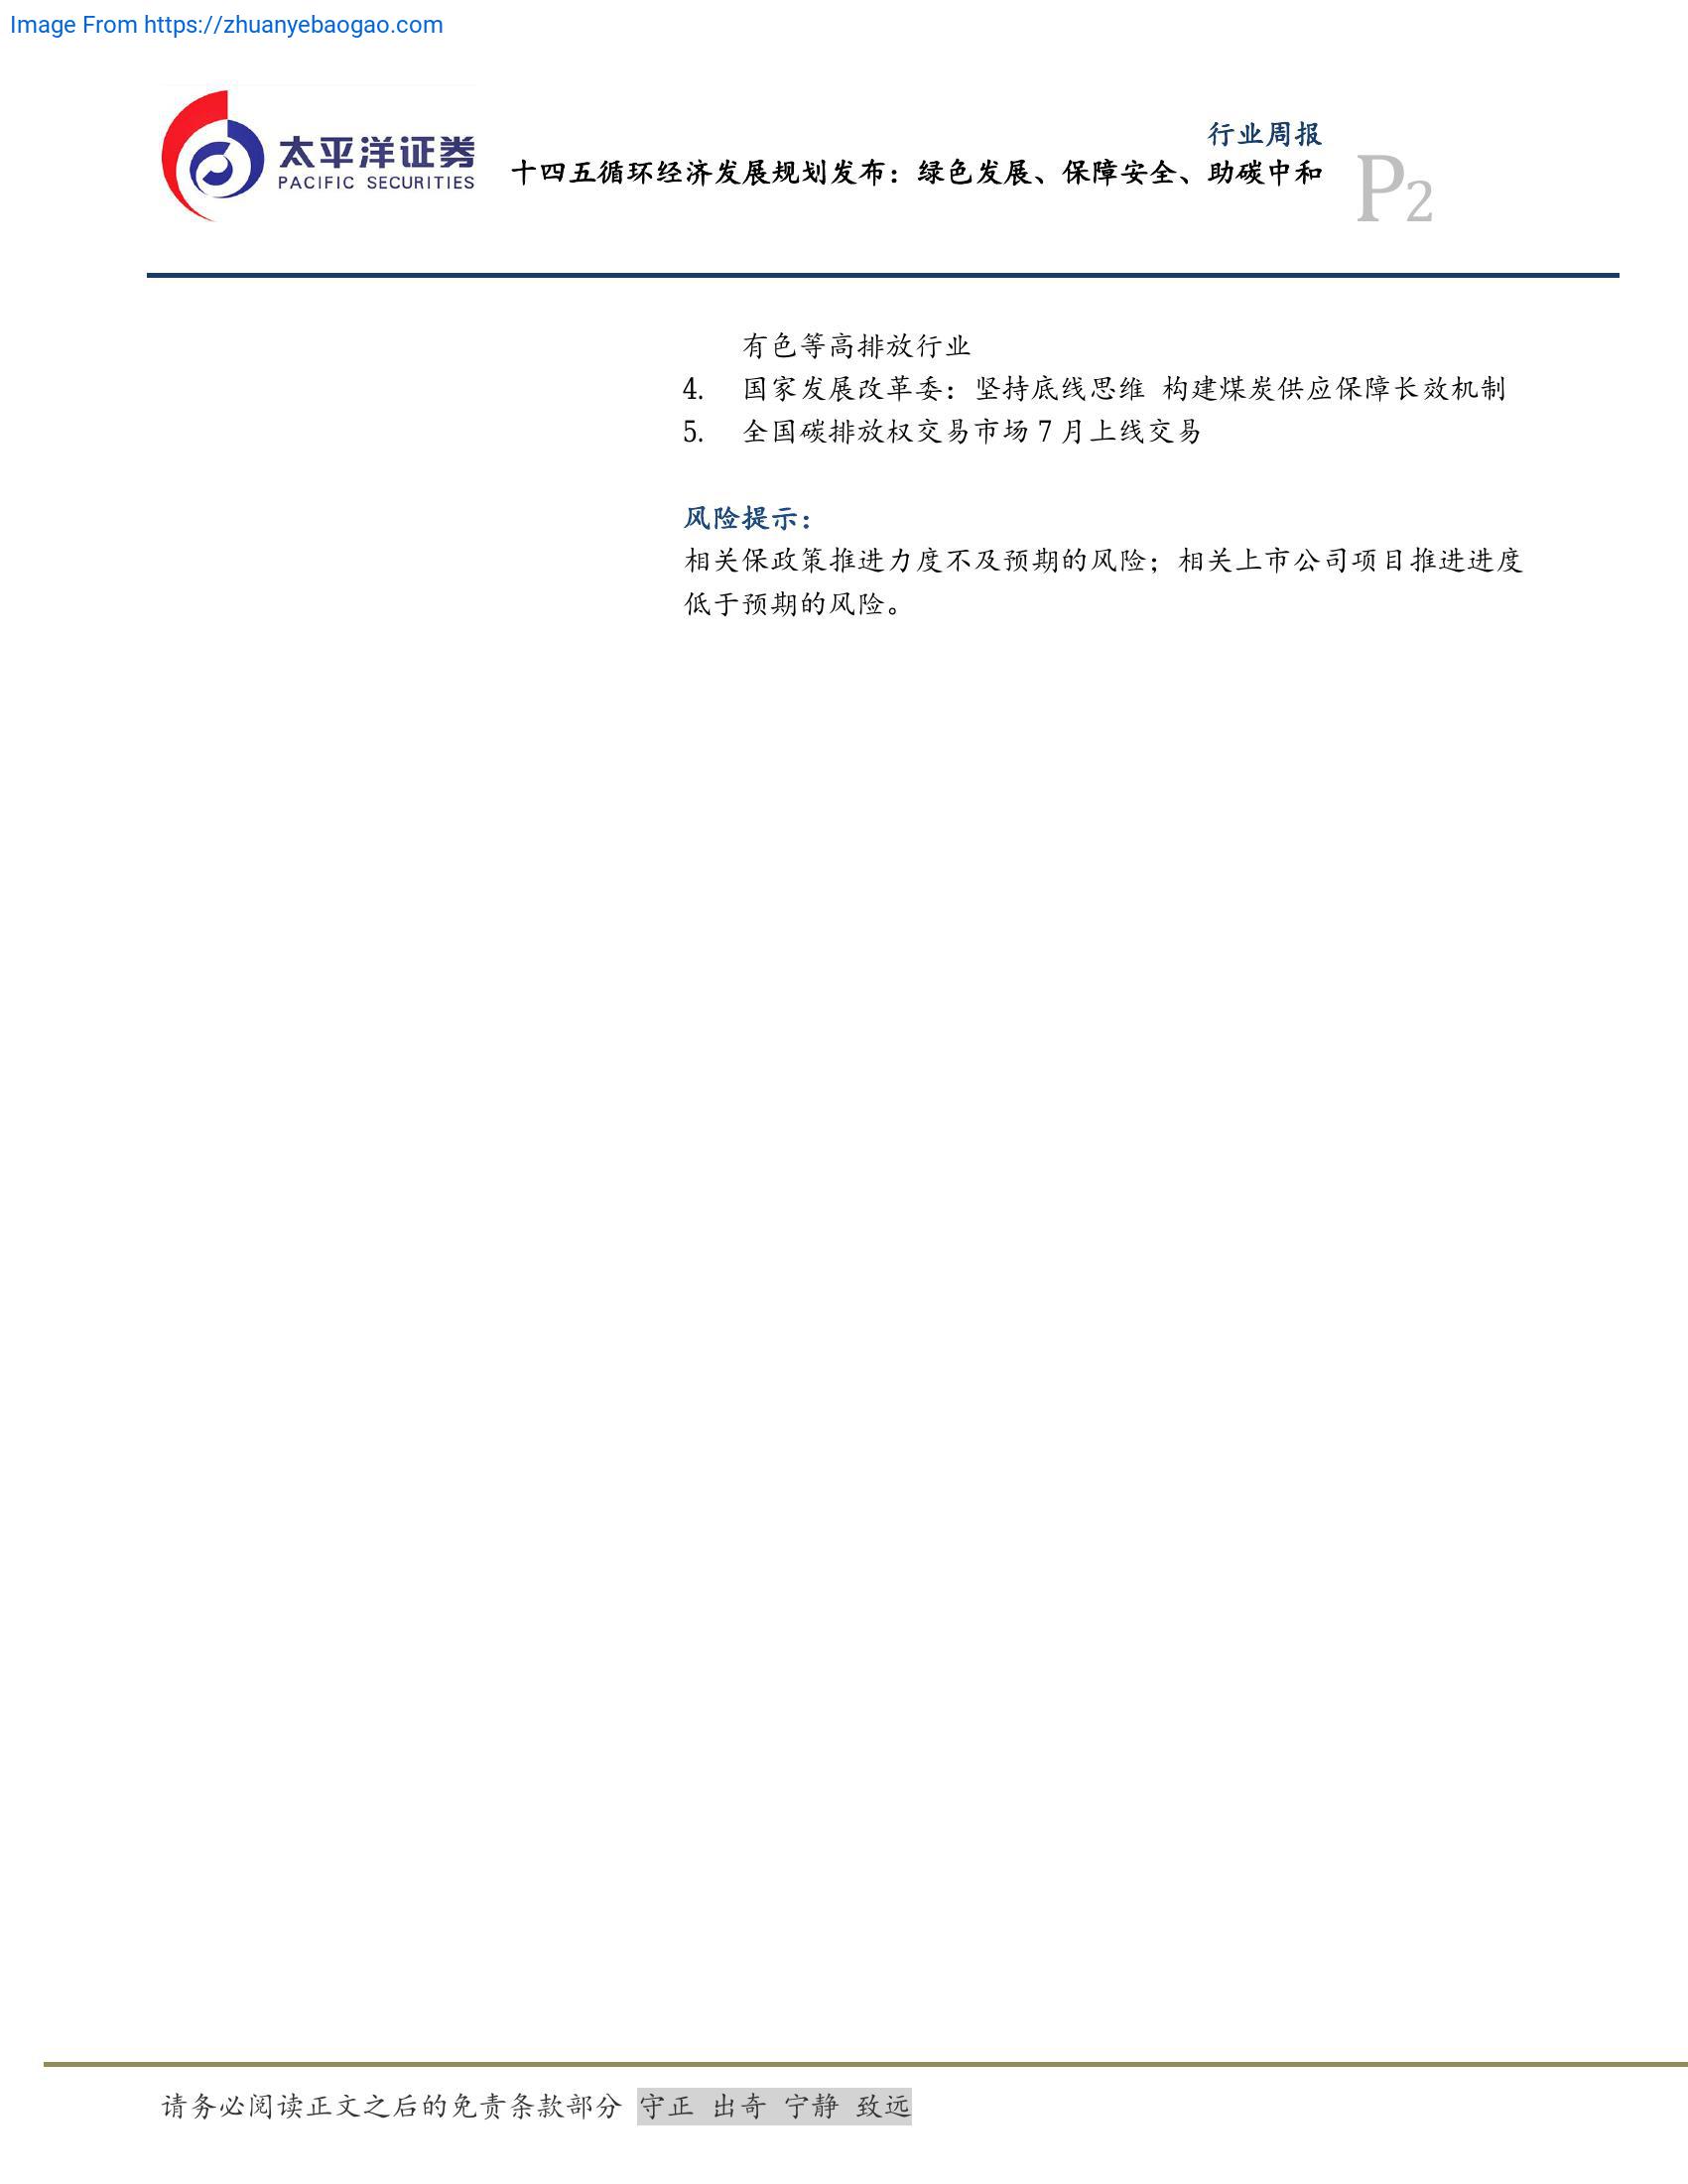 Image From https://zhuanyebaogao.com
太平洋证券
PACIFIC SECURITIES
行业周报
十四五循环经济发展规划发布：绿色发展、保障安全、助碳中和
P2
有色等高排放行业
4. 国家发展改革委：坚持底线思维 构建煤炭供应保障长效机制
5. 全国碳排放权交易市场 7 月上线交易
风险提示：
相关保政策推进力度不及预期的风险；相关上市公司项目推进进度
低于预期的风险。
请务必阅读正文之后的免责条款部分 守正 出奇 宁静 致远